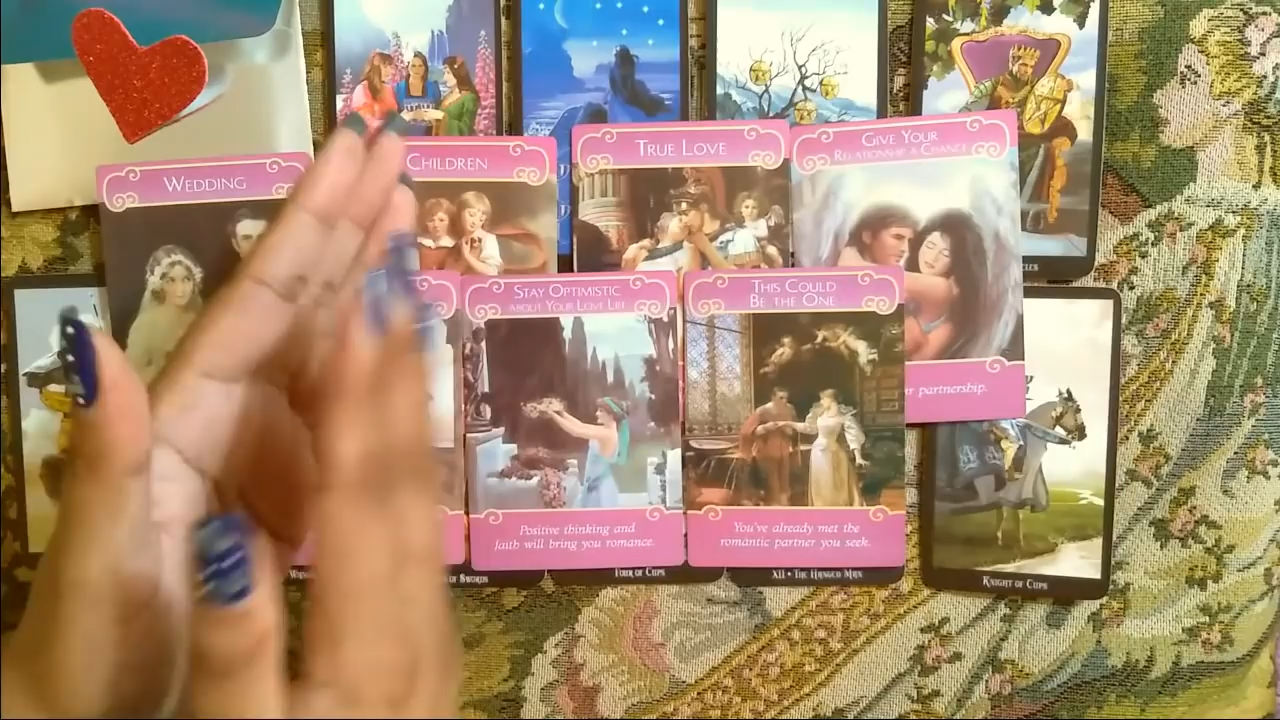 WEDDING
CHILDREN
TRUE LOVE
GIVE YOUR
RELATIONSHIP A CHANCE
STAY OPTIMISTIC
ABOUT YOUR LOVE LIFE
THIS COULD
BE THE ONE
partnership.
Positive thinking and
faith will bring you romance.
You've already met the
romantic partner you seek.
OF SWORDS
FOUR OF CUPS
XII • THE HANGED MAN
KNIGHT OF CUPS